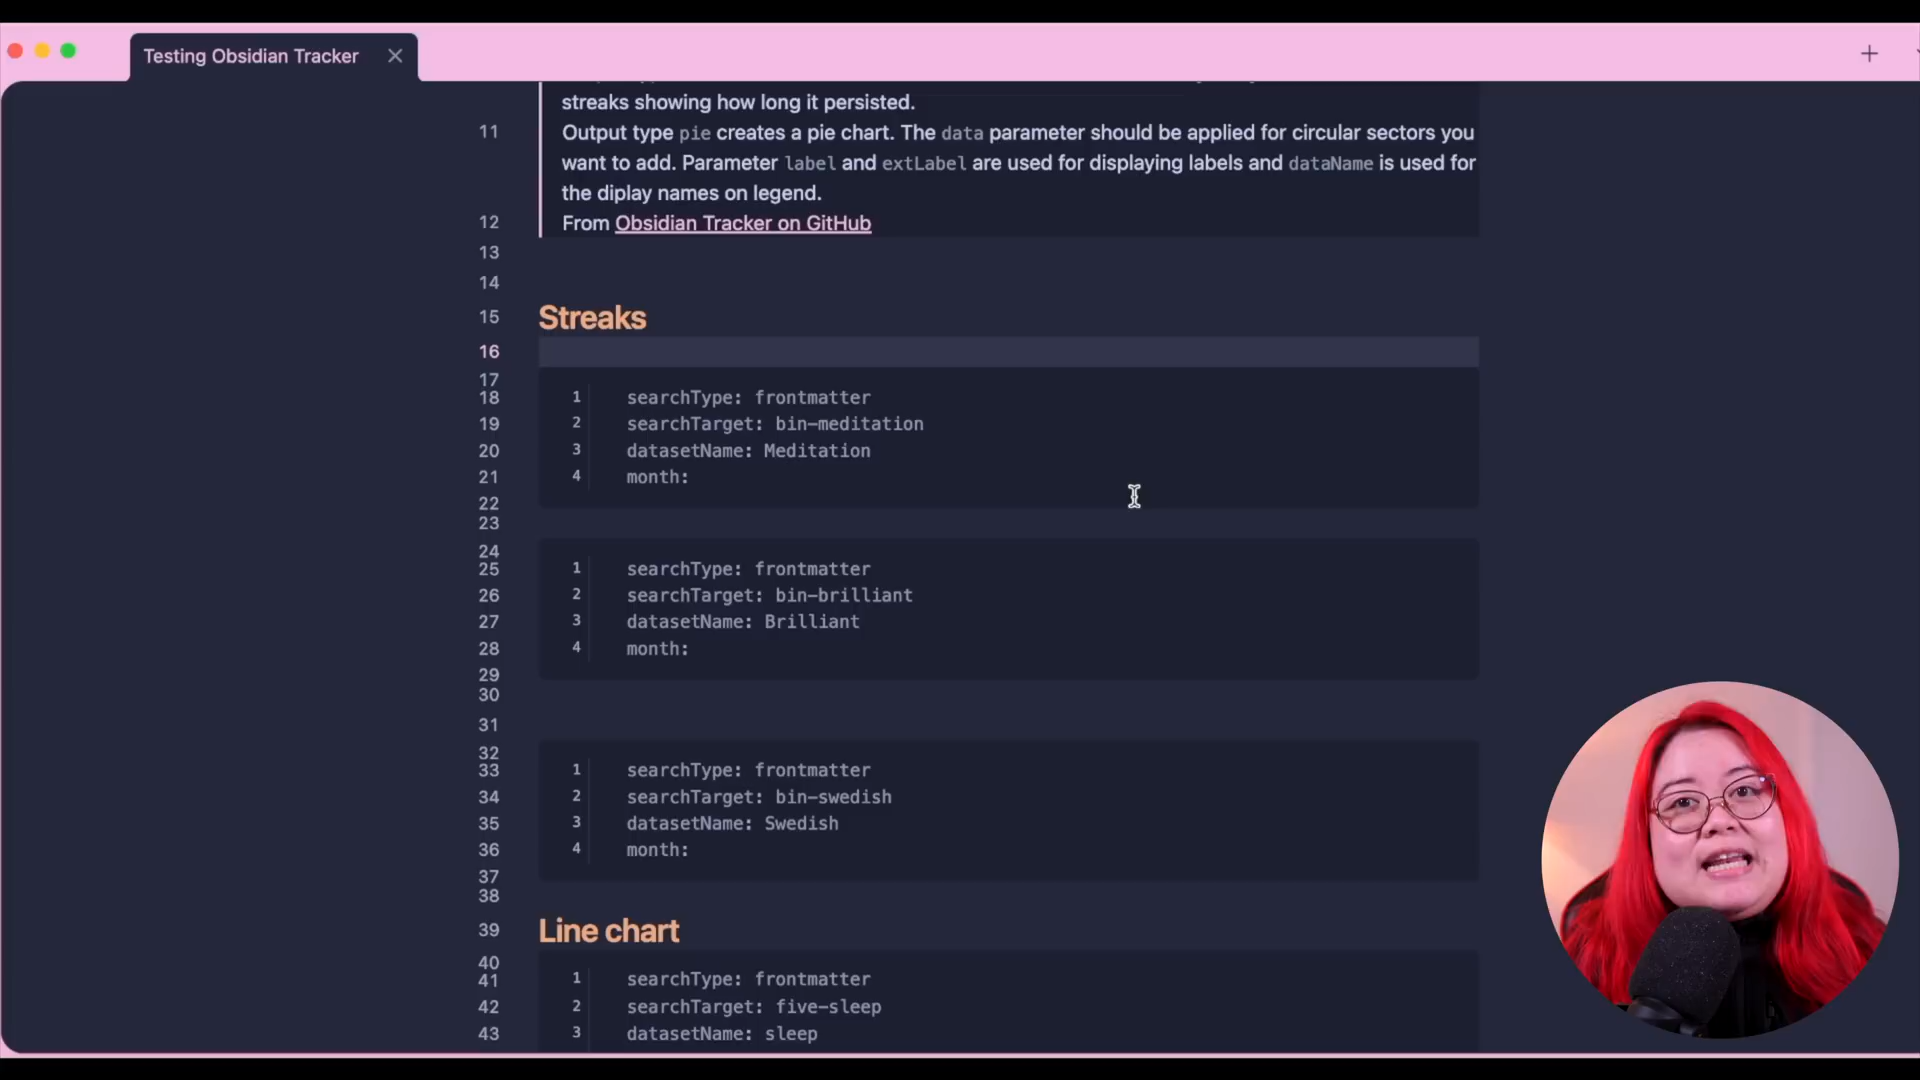 Testing Obsidian Tracker
streaks showing how long it persisted.
11 Output type pie creates a pie chart. The data parameter should be applied for circular sectors you
want to add. Parameter label and extLabel are used for displaying labels and dataName is used for
the diplay names on legend.
12 From Obsidian Tracker on GitHub
13
14
15 Streaks
16
17
18 1 searchType: frontmatter
19 2 searchTarget: bin-meditation
20 3 datasetName: Meditation
21 4 month:
22
23
24
25 1 searchType: frontmatter
26 2 searchTarget: bin-brilliant
27 3 datasetName: Brilliant
28 4 month:
29
30
31
32
33 1 searchType: frontmatter
34 2 searchTarget: bin-swedish
35 3 datasetName: Swedish
36 4 month:
37
38
39 Line chart
40
41 1 searchType: frontmatter
42 2 searchTarget: five-sleep
43 3 datasetName: sleep